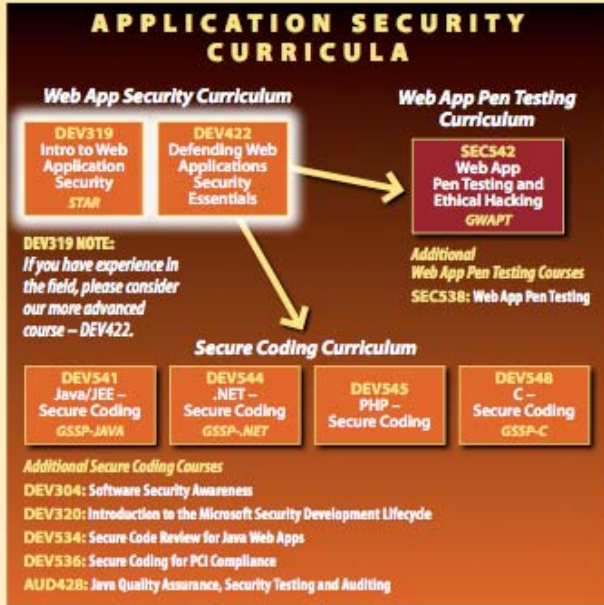 APPLICATION SECURITY
CURRICULA
Web App Security Curriculum
DEV319
Intro to Web
Application
Security
STAR
DEV422
Defending Web
Applications
Security
Essentials
DEV319 NOTE:
If you have experience in
the field, please consider
our more advanced
course – DEV422.
Web App Pen Testing
Curriculum
SEC542
Web App
Pen Testing and
Ethical Hacking
GWAPT
Additional
Web App Pen Testing Courses
SEC538: Web App Pen Testing
Secure Coding Curriculum
DEV541
Java/JEE –
Secure Coding
GSSP-JAVA
DEV544
.NET –
Secure Coding
GSSP-.NET
DEV545
PHP –
Secure Coding
DEV548
C –
Secure Coding
GSSP-C
Additional Secure Coding Courses
DEV304: Software Security Awareness
DEV320: Introduction to the Microsoft Security Development Lifecycle
DEV534: Secure Code Review for Java Web Apps
DEV536: Secure Coding for PCI Compliance
AUD428: Java Quality Assurance, Security Testing and Auditing